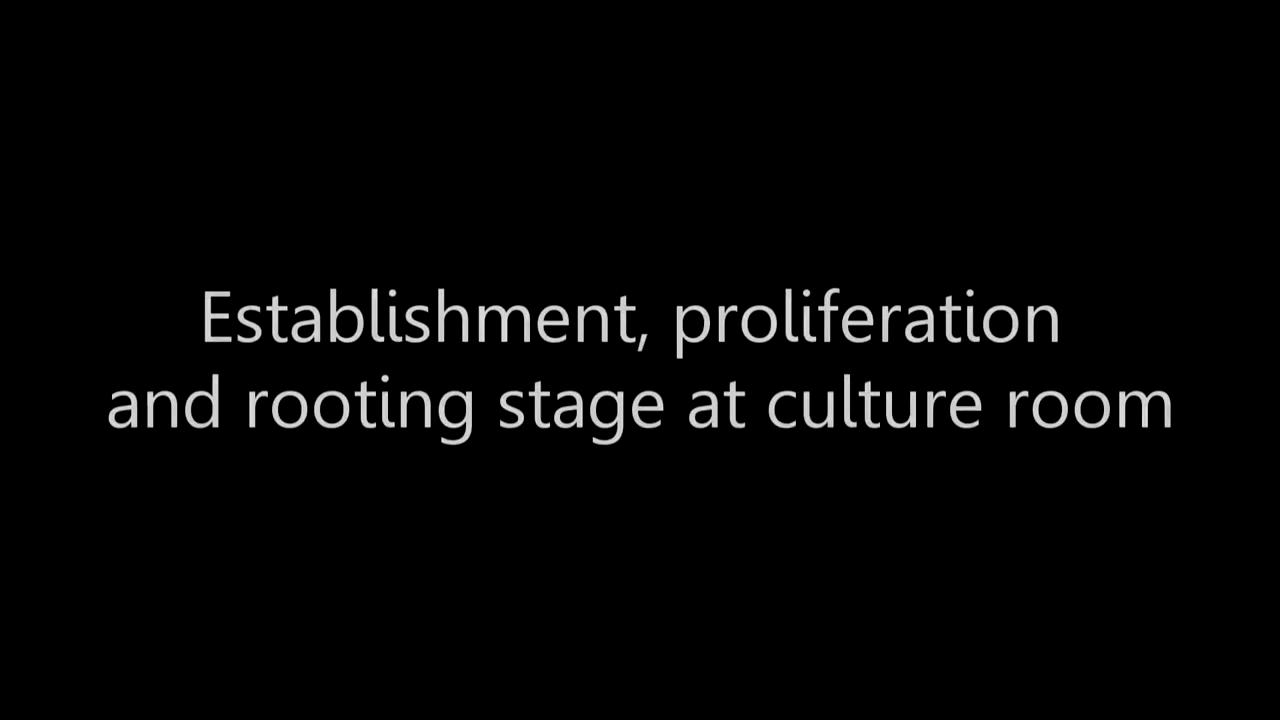 Establishment, proliferation
and rooting stage at culture room